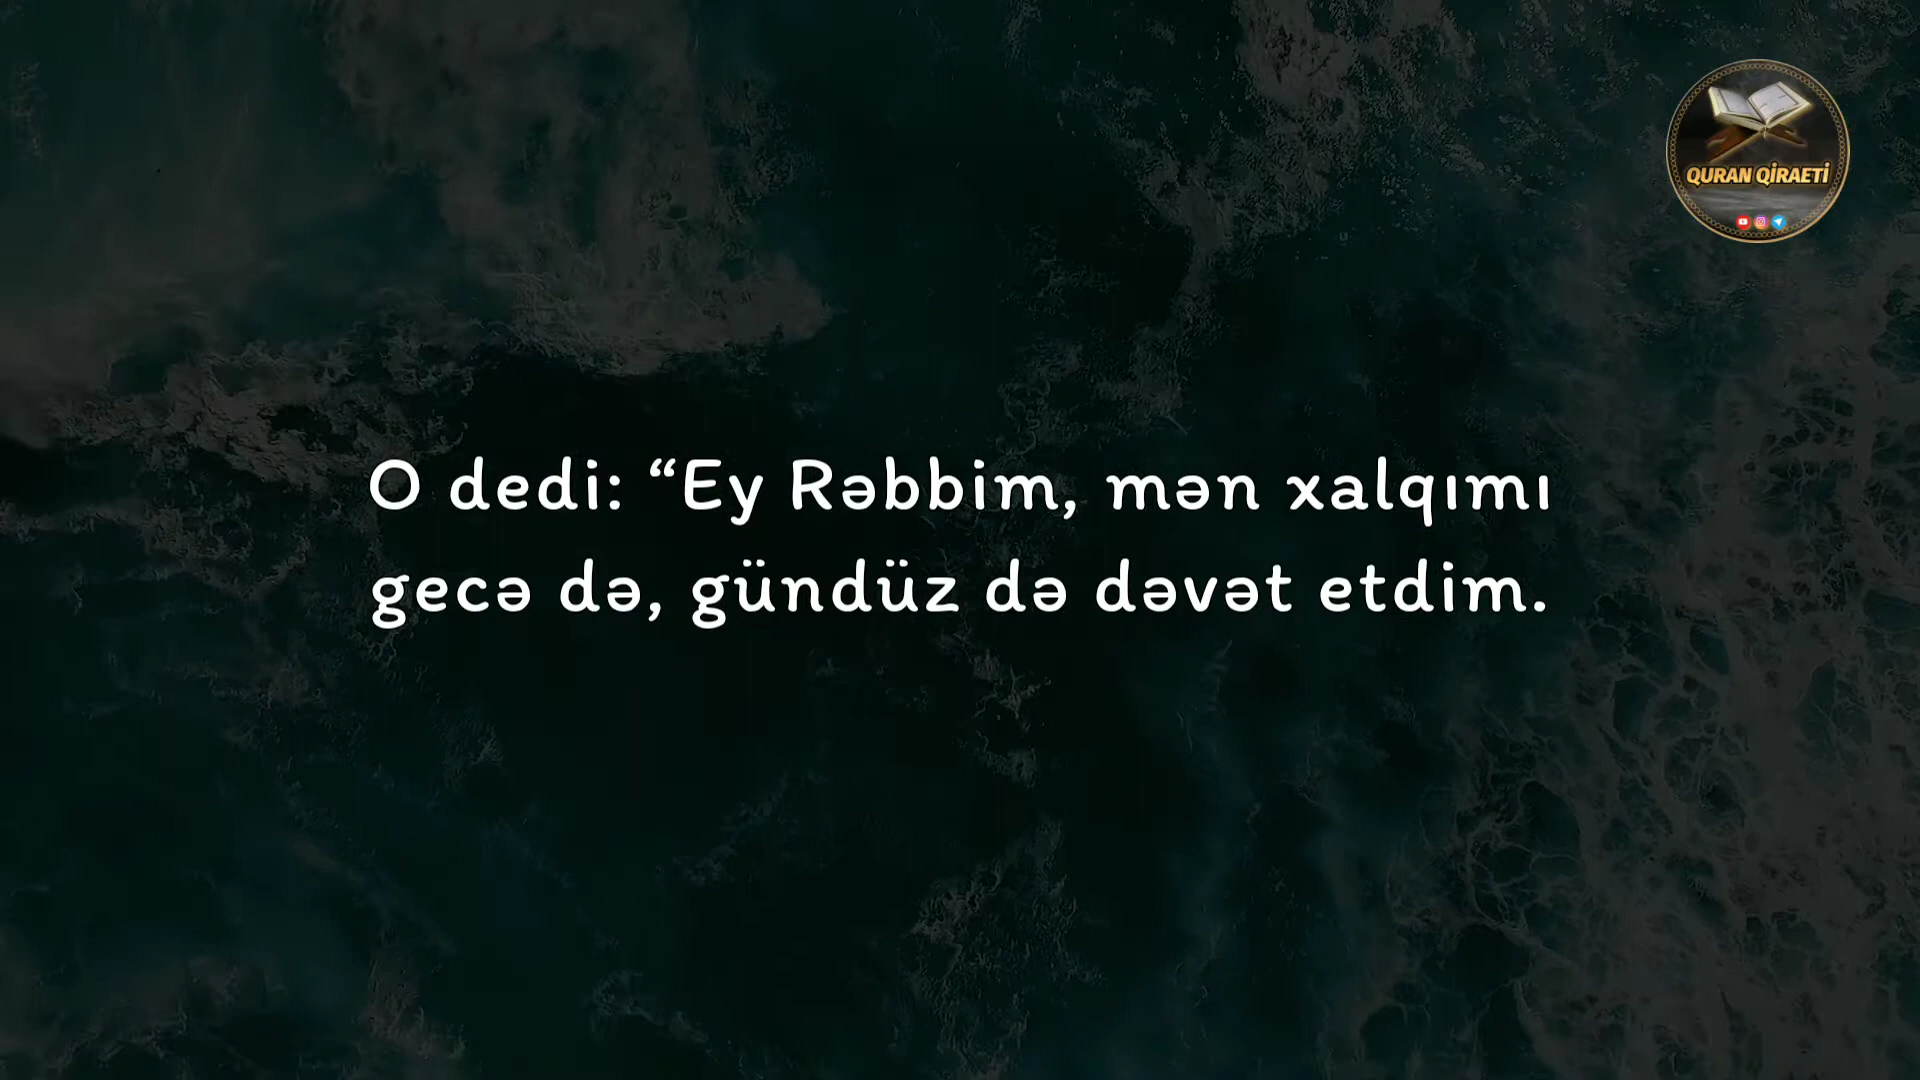 QURAN QİRAETİ
O dedi: “Ey Rəbbim, mən xalqımı
gecə də, gündüz də dəvət etdim.